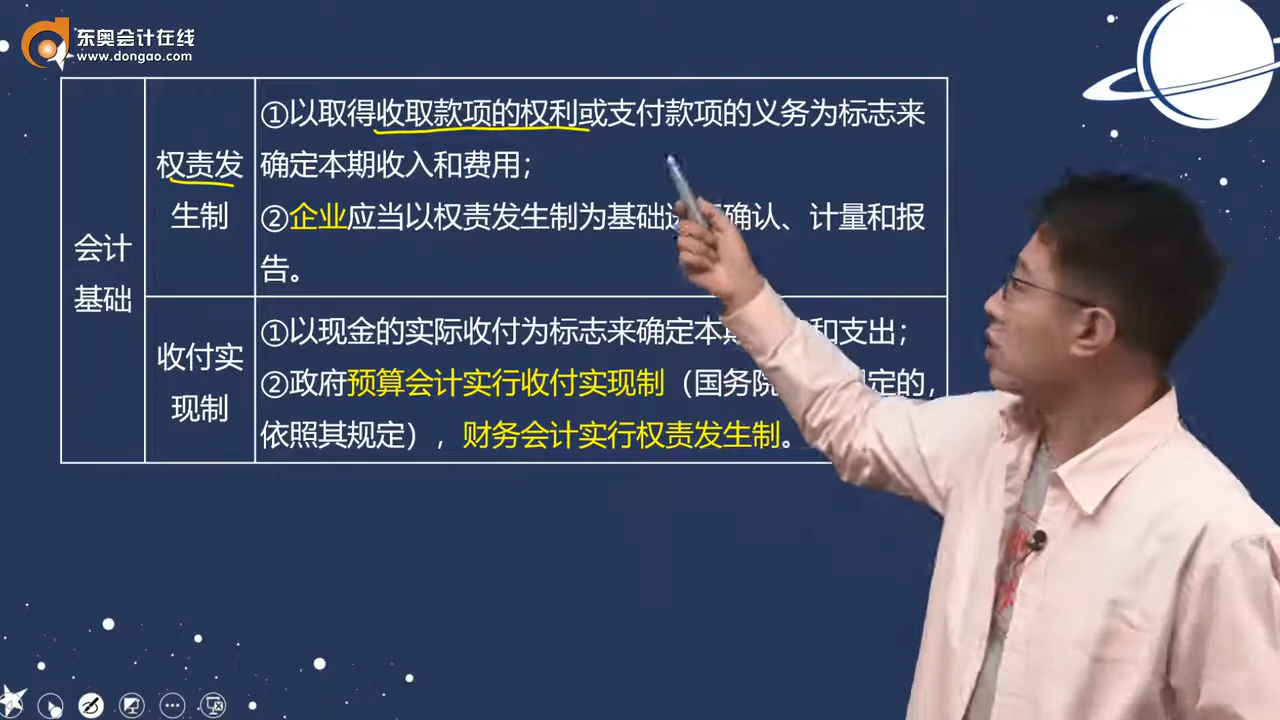 东奥会计在线
www.dongao.com
会计
基础
权责发
生制
①以取得收取款项的权利或支付款项的义务为标志来
确定本期收入和费用；
②企业应当以权责发生制为基础进 确认、计量和报
告。
收付实
现制
①以现金的实际收付为标志来确定本期 和支出；
②政府预算会计实行收付实现制（国务院 规定的，
依照其规定），财务会计实行权责发生制。